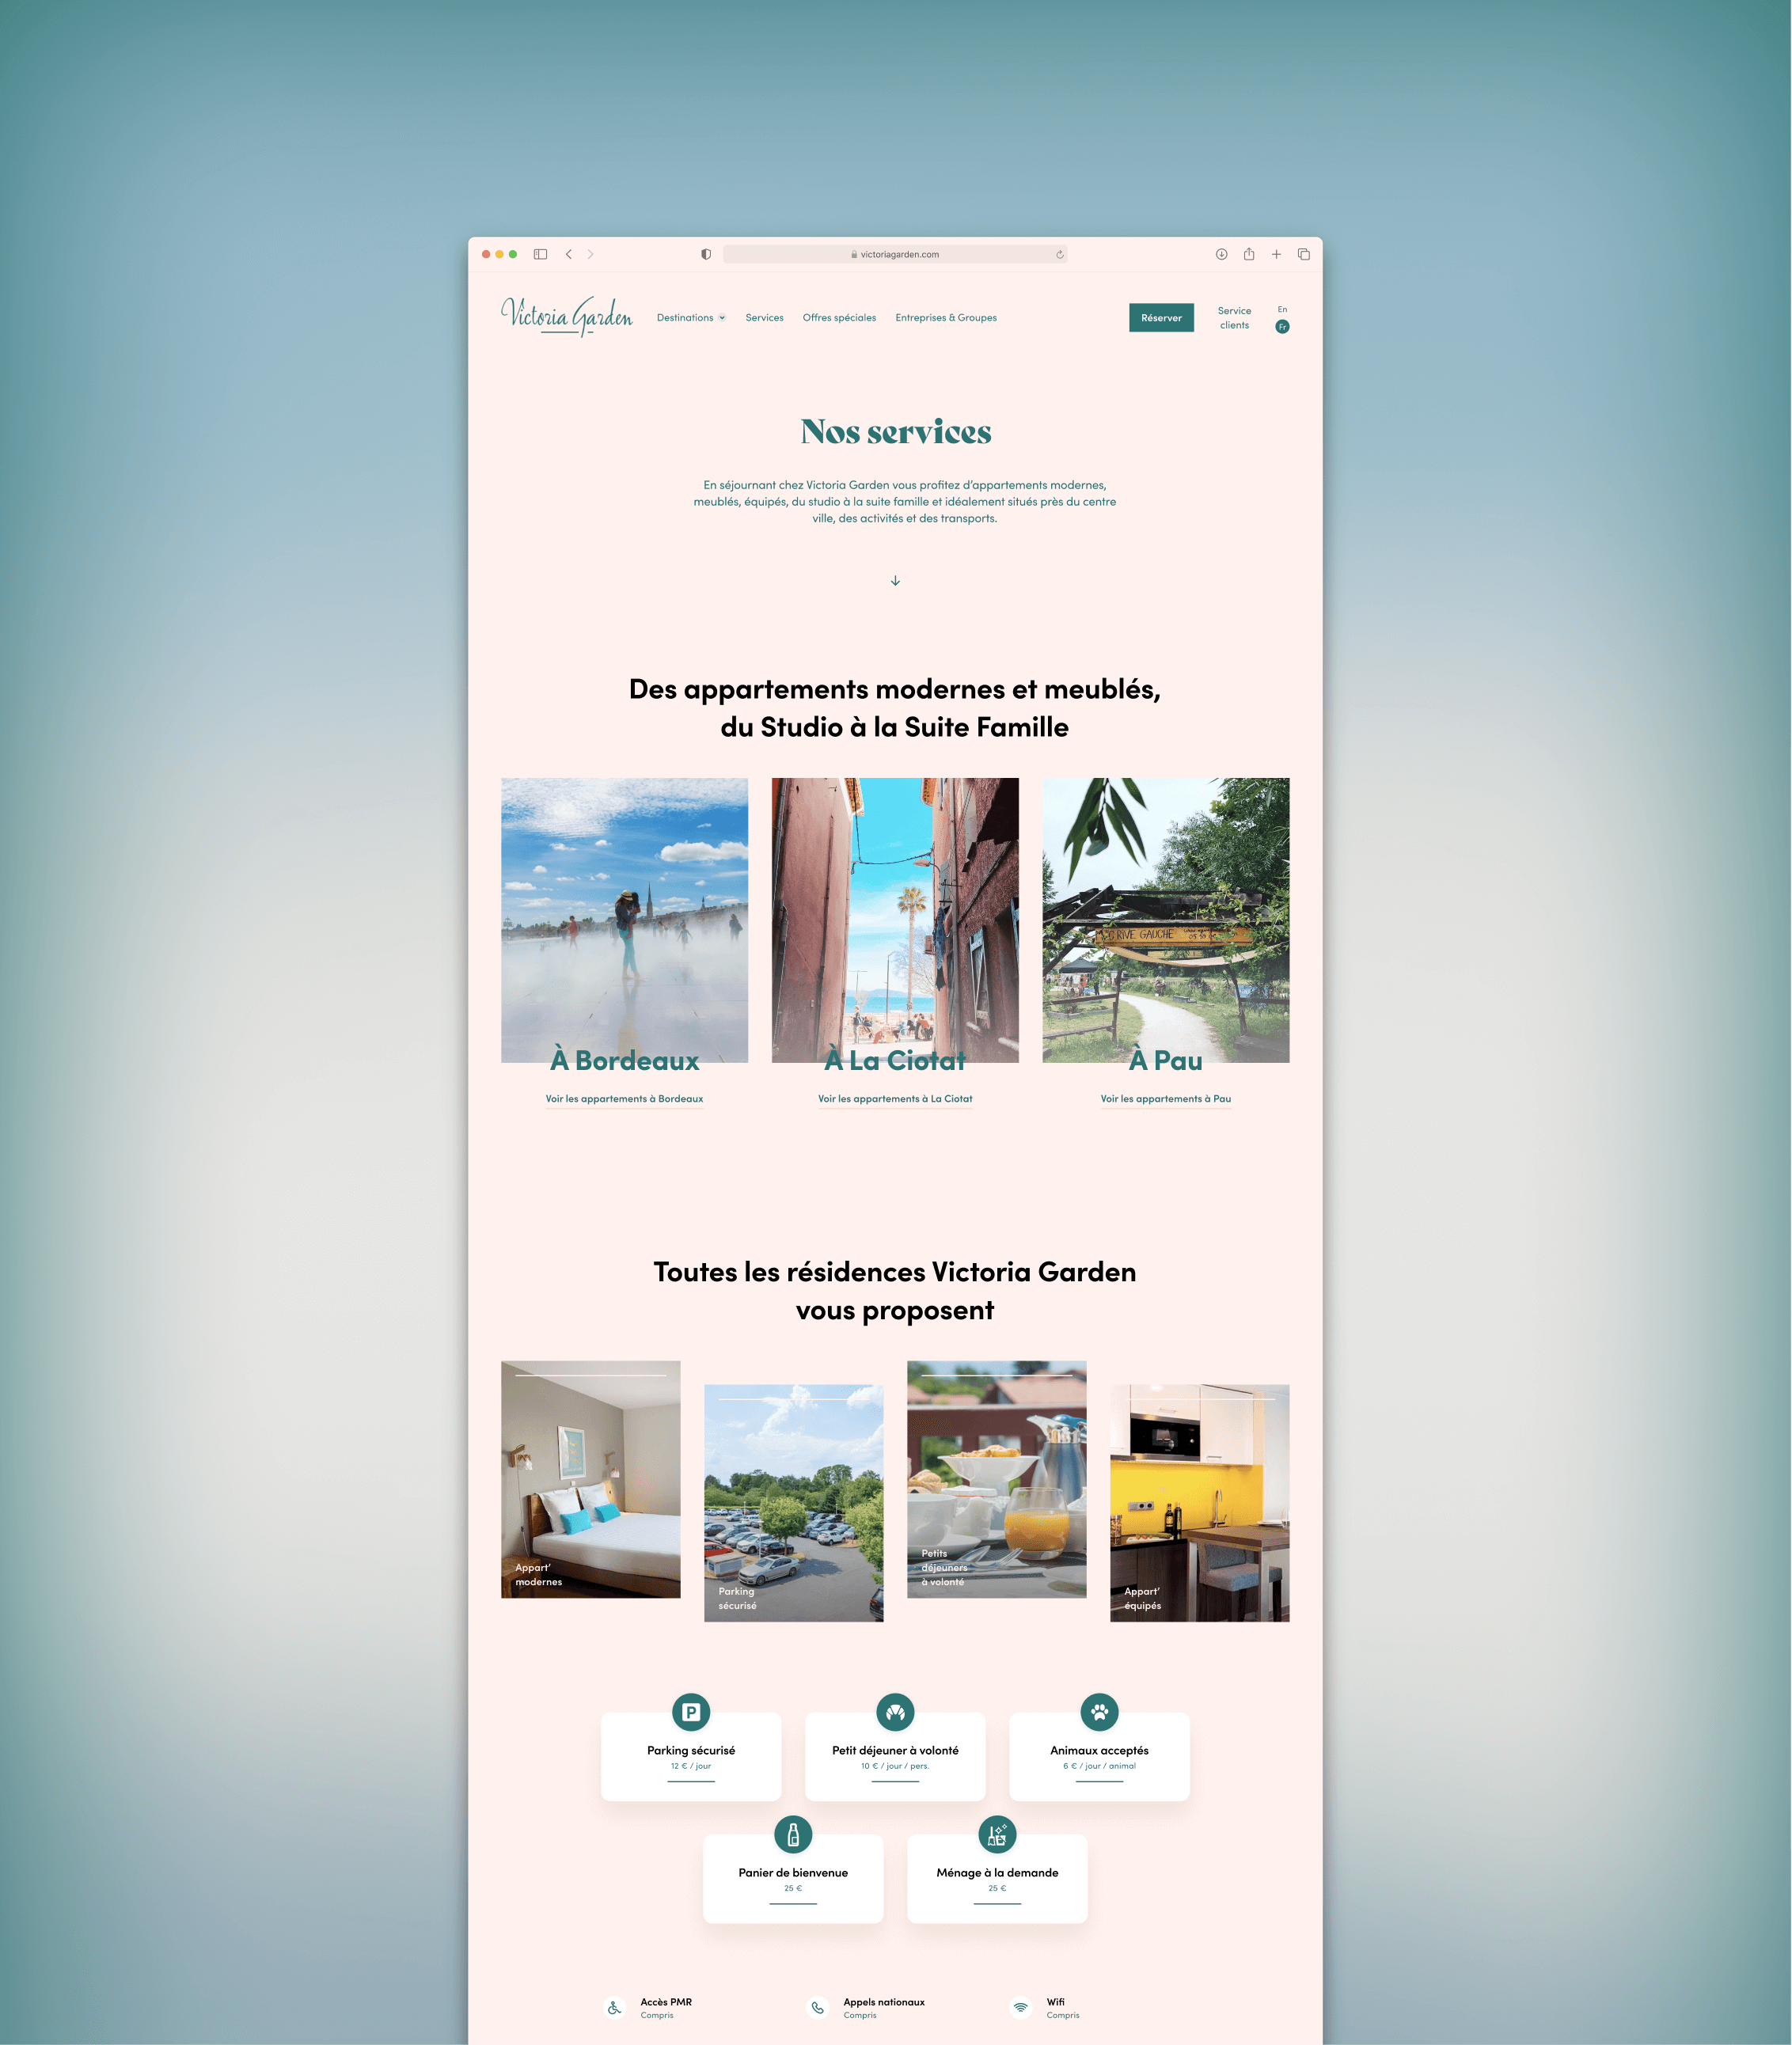 victoriagarden.com
Victoria Garden
Destinations
Services
Offres spéciales
Entreprises & Groupes
Réserver
Service
clients
En
Fr
Nos services
En séjournant chez Victoria Garden vous profitez d’appartements modernes,
meublés, équipés, du studio à la suite famille et idéalement situés près du centre
ville, des activités et des transports.
Des appartements modernes et meublés,
du Studio à la Suite Famille
RIVE GAUCHE
À Bordeaux
À La Ciotat
À Pau
Voir les appartements à Bordeaux
Voir les appartements à La Ciotat
Voir les appartements à Pau
Toutes les résidences Victoria Garden
vous proposent
Appart’
modernes
Parking
sécurisé
Petits
déjeuners
à volonté
Appart’
équipés
P
Parking sécurisé
12 € / jour
Petit déjeuner à volonté
10 € / jour / pers.
Animaux acceptés
6 € / jour / animal
Panier de bienvenue
25 €
Ménage à la demande
25 €
Accès PMR
Compris
Appels nationaux
Compris
Wifi
Compris